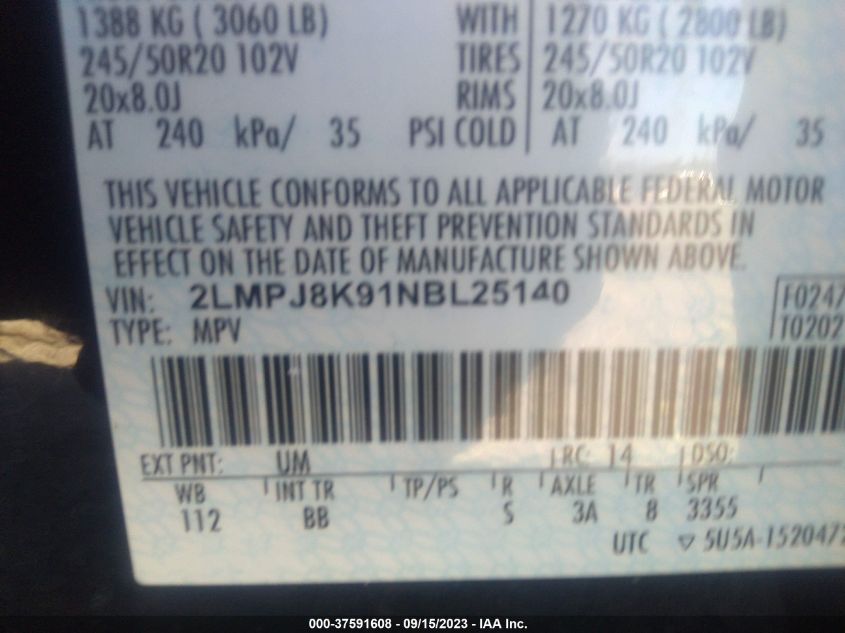 1388 KG ( 3060 LB) WITH 1270 KG ( 2800 LB)
245/50R20 102V TIRES 245/50R20 102V
20x8.0J RIMS 20x8.0J
AT 240 kPa/ 35 PSI COLD AT 240 kPa/ 35
THIS VEHICLE CONFORMS TO ALL APPLICABLE FEDERAL MOTOR
VEHICLE SAFETY AND THEFT PREVENTION STANDARDS IN
EFFECT ON THE DATE OF MANUFACTURE SHOWN ABOVE.
VIN: 2LMPJ8K91NBL25140 F024/
TYPE: MPV T0202
EXT PNT: UM RC: 14 DSO:
WB INT TR TP/PS R AXLE TR SPR
112 BB S 3A 8 3355
UTC ▽ 5U5A-1520472
000-37591608 - 09/15/2023 - IAA Inc.